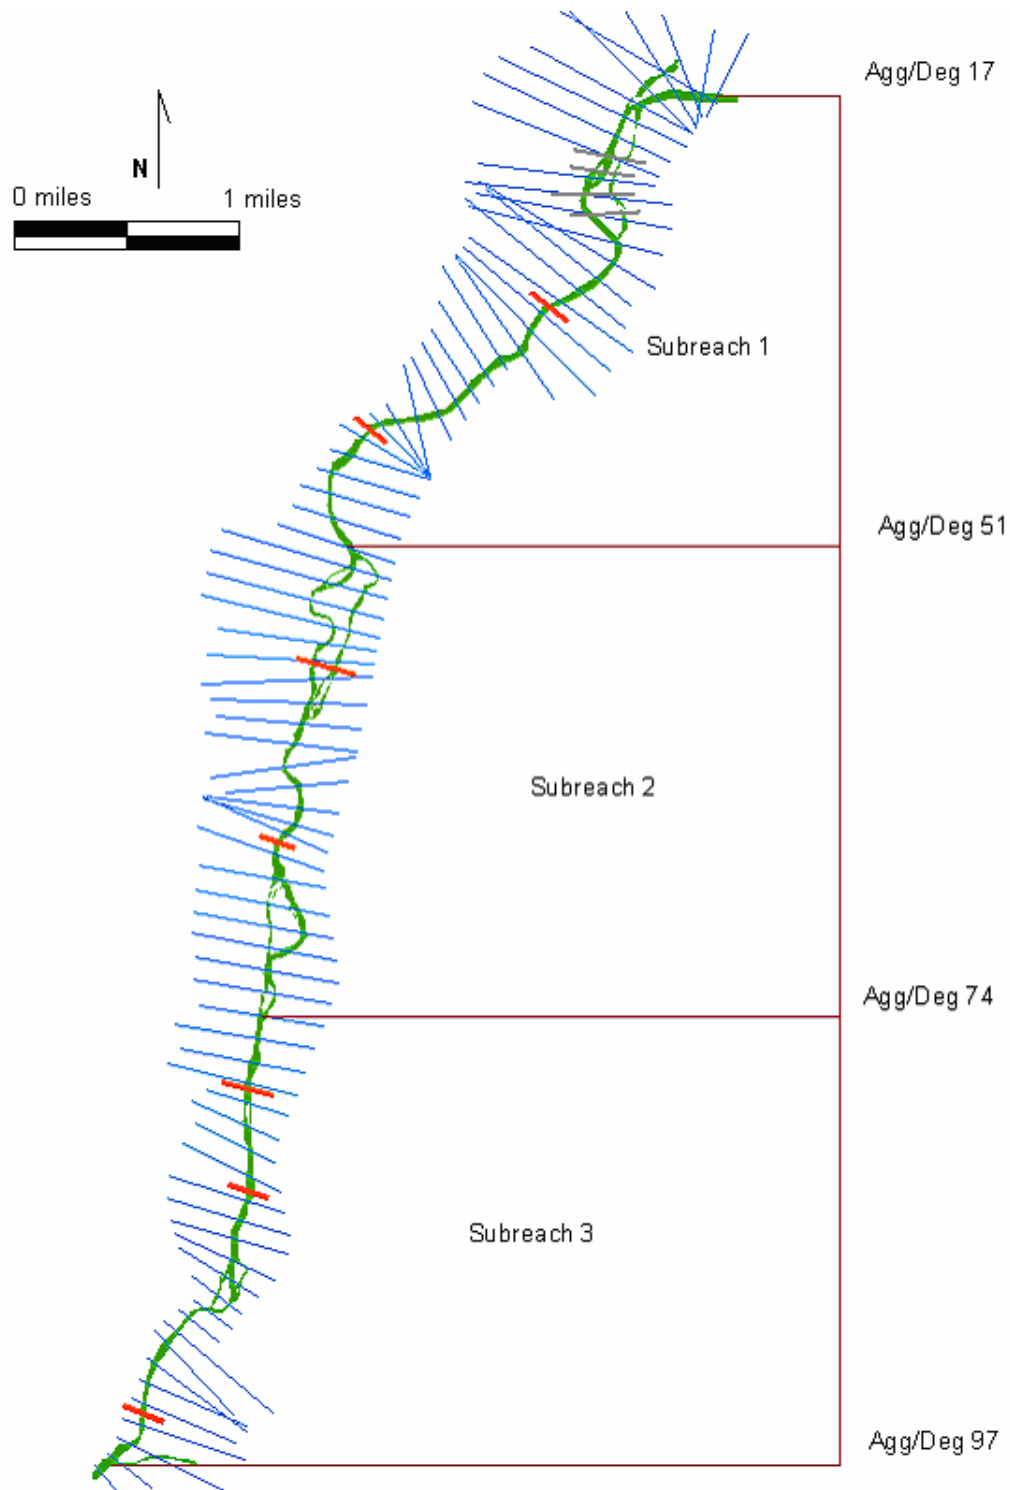 Agg/Deg 17
N
0 miles
1 miles
Subreach 1
Agg/Deg 51
Subreach 2
Agg/Deg 74
Subreach 3
Agg/Deg 97